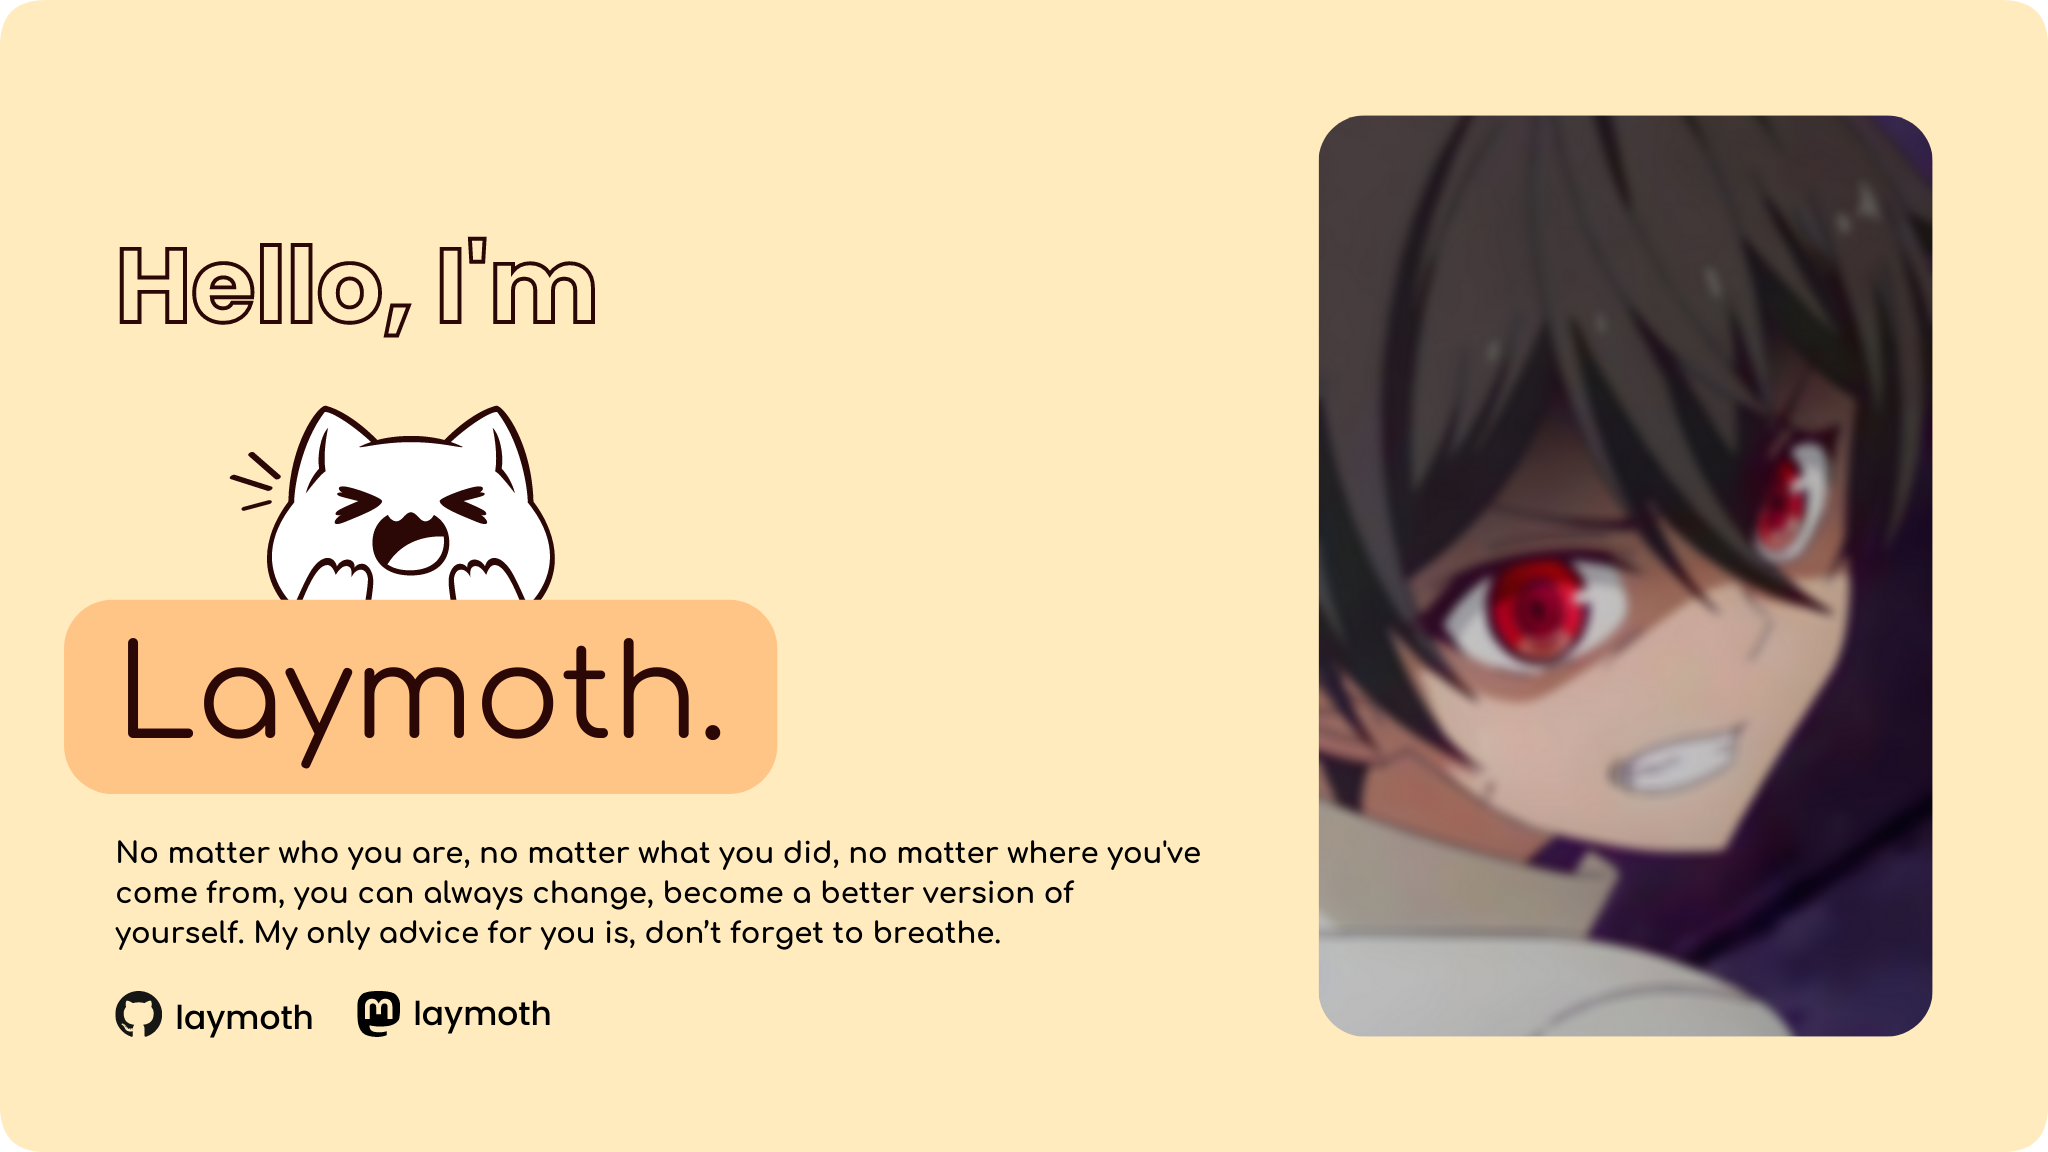 Hello, I'm
Laymoth.
No matter who you are, no matter what you did, no matter where you've
come from, you can always change, become a better version of
yourself. My only advice for you is, don’t forget to breathe.
laymoth laymoth